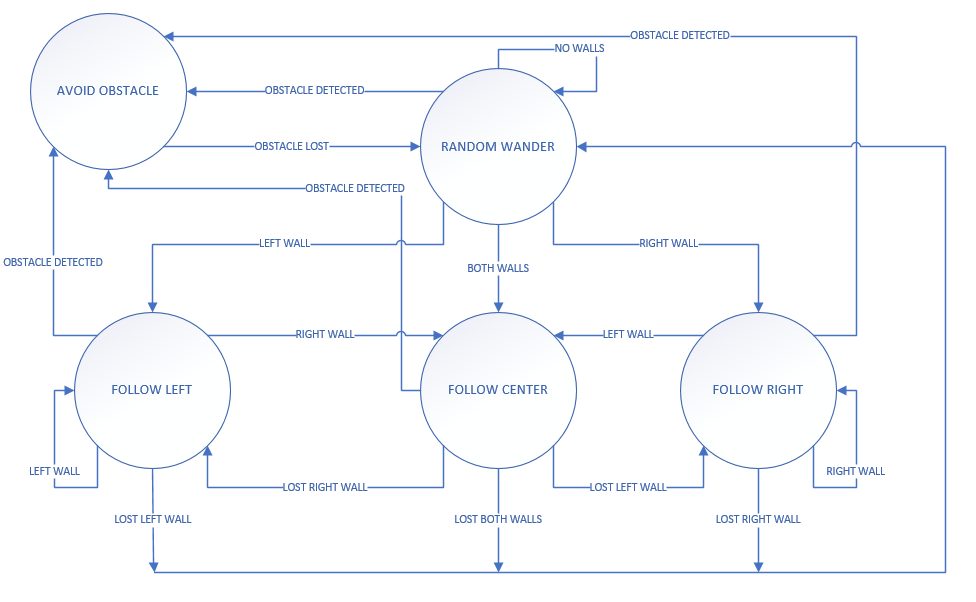 OBSTACLE DETECTED
NO WALLS
AVOID OBSTACLE
OBSTACLE DETECTED
OBSTACLE LOST
RANDOM WANDER
OBSTACLE DETECTED
LEFT WALL
RIGHT WALL
OBSTACLE DETECTED
BOTH WALLS
RIGHT WALL
LEFT WALL
FOLLOW LEFT
FOLLOW CENTER
FOLLOW RIGHT
LEFT WALL
RIGHT WALL
LOST RIGHT WALL
LOST LEFT WALL
LOST LEFT WALL
LOST BOTH WALLS
LOST RIGHT WALL